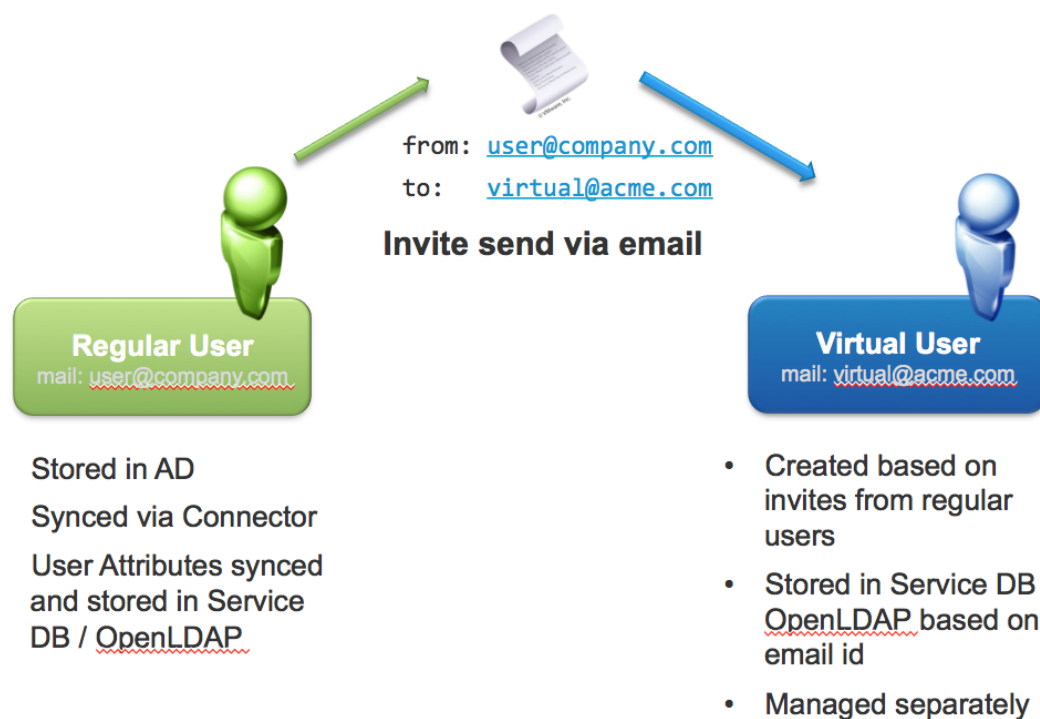 © VMware, Inc.
from: user@company.com
to: virtual@acme.com
Invite send via email
Regular User
mail: user@company.com
Stored in AD
Synced via Connector
User Attributes synced
and stored in Service
DB / OpenLDAP
Virtual User
mail: virtual@acme.com
• Created based on
invites from regular
users
• Stored in Service DB
OpenLDAP based on
email id
• Managed separately